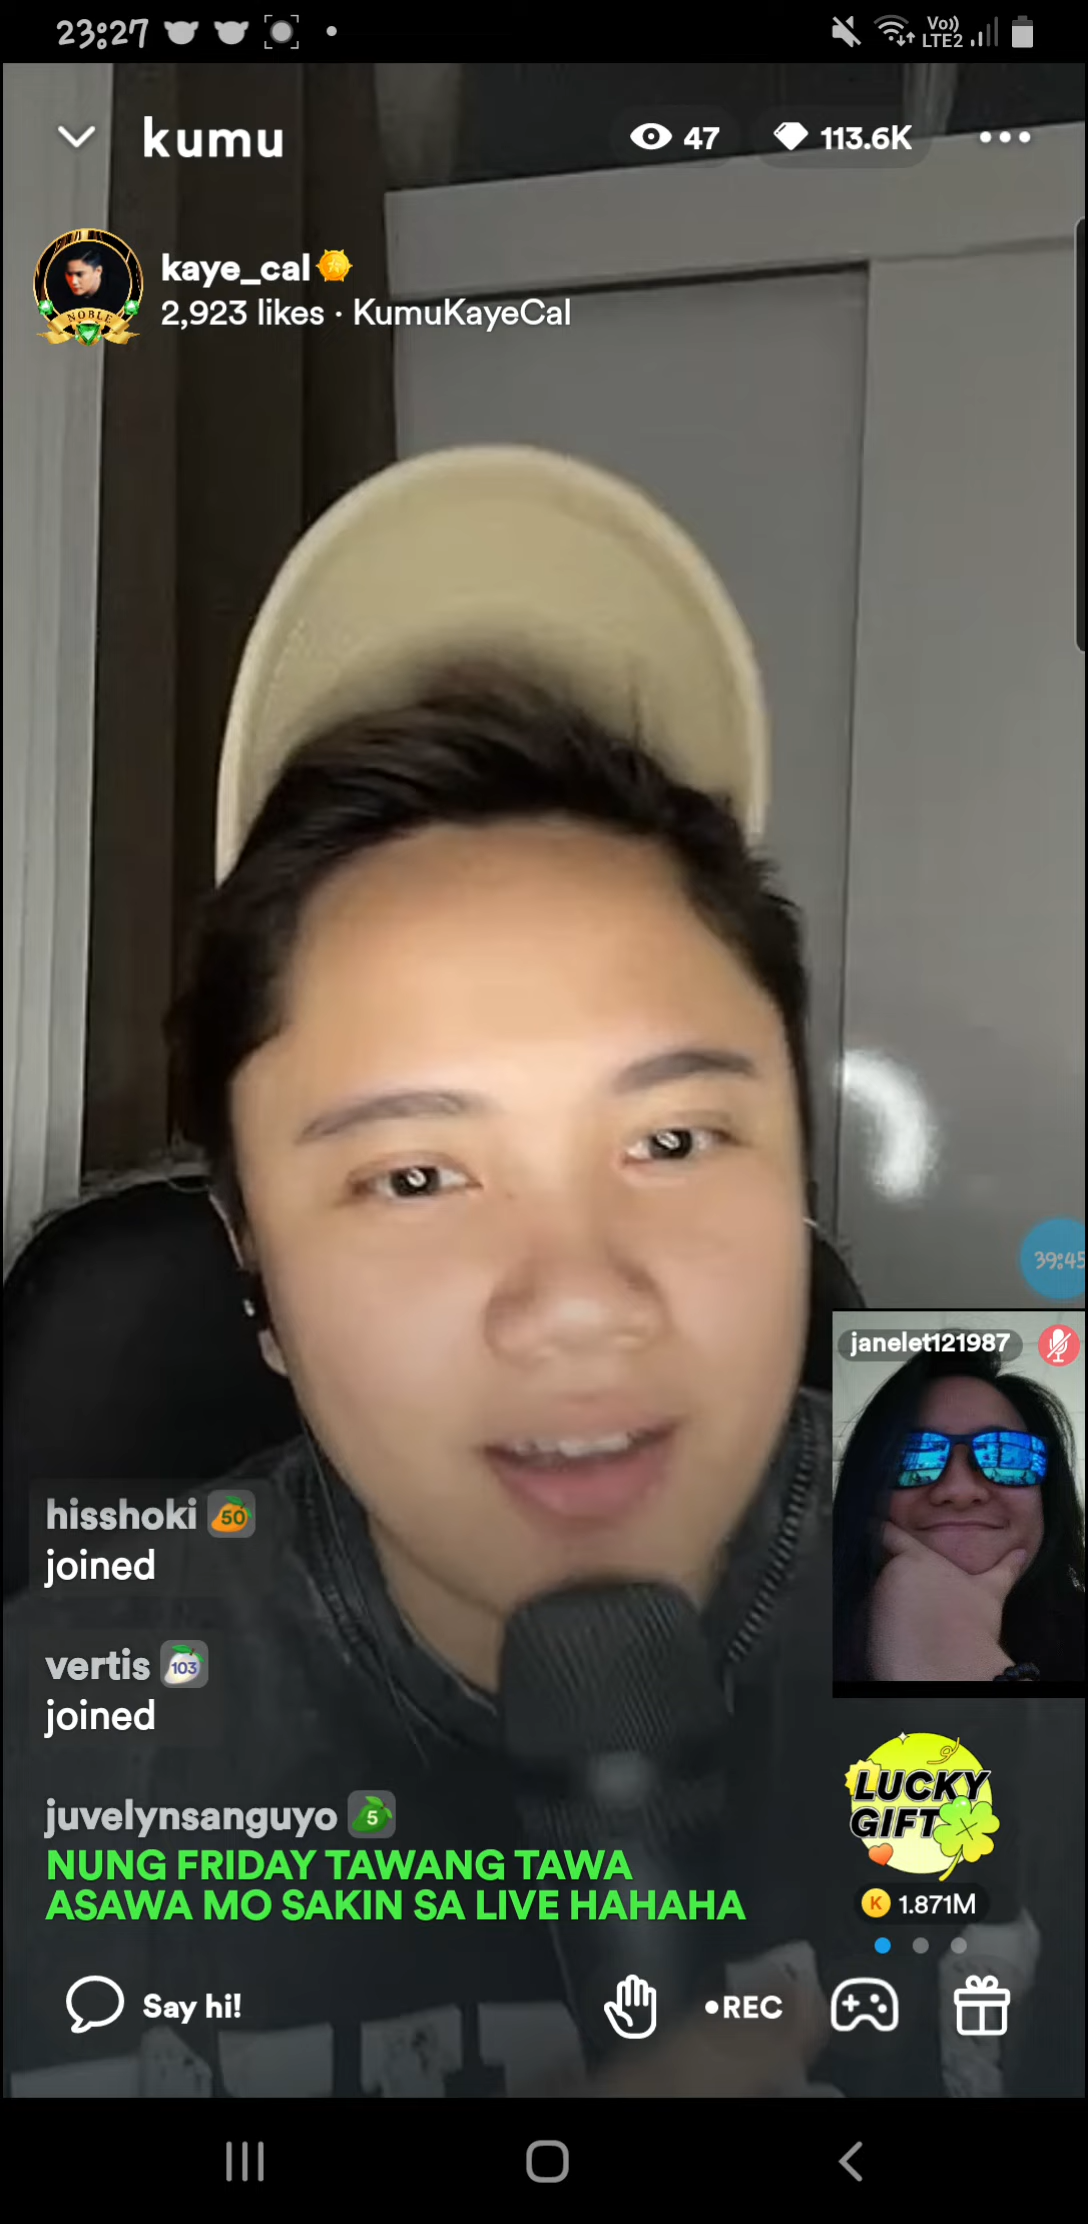 23:27
Vo))
LTE2
kumu
47
113.6K
kaye_cal
2,923 likes · KumuKayeCal
NOBLE
39:45
janelet121987
hisshoki 50
joined
vertis 103
joined
juvelynsanguyo 5
NUNG FRIDAY TAWANG TAWA
ASAWA MO SAKIN SA LIVE HAHAHA
LUCKY
GIFT
K 1.871M
Say hi!
•REC